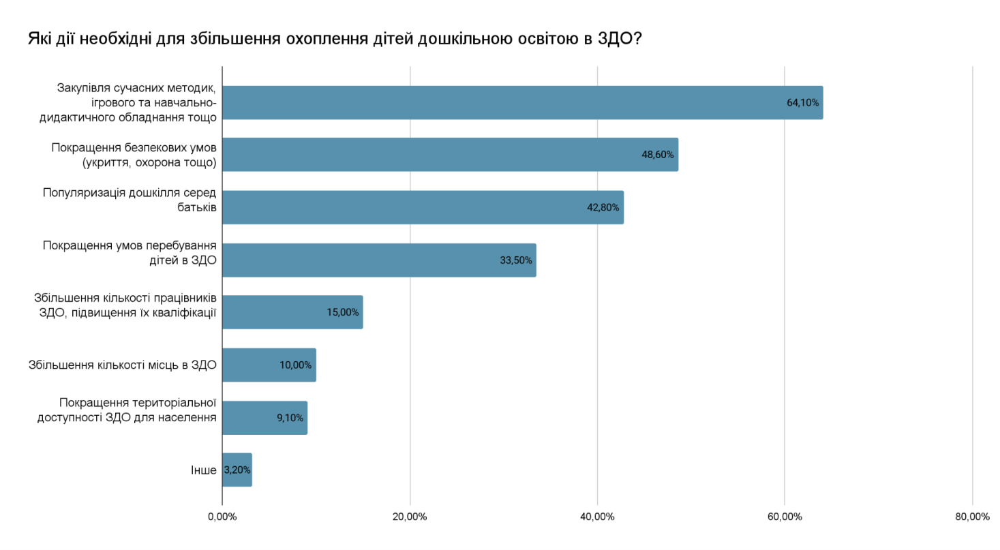 Які дії необхідні для збільшення охоплення дітей дошкільною освітою в ЗДО?
Закупівля сучасних методик,
ігрового та навчально-
дидактичного обладнання тощо
64,10%
Покращення безпекових умов
(укриття, охорона тощо)
48,60%
Популяризація дошкілля серед
батьків
42,80%
Покращення умов перебування
дітей в ЗДО
33,50%
Збільшення кількості працівників
ЗДО, підвищення їх кваліфікації
15,00%
Збільшення кількості місць в ЗДО
10,00%
Покращення територіальної
доступності ЗДО для населення
9,10%
Інше
3,20%
0,00%
20,00%
40,00%
60,00%
80,00%